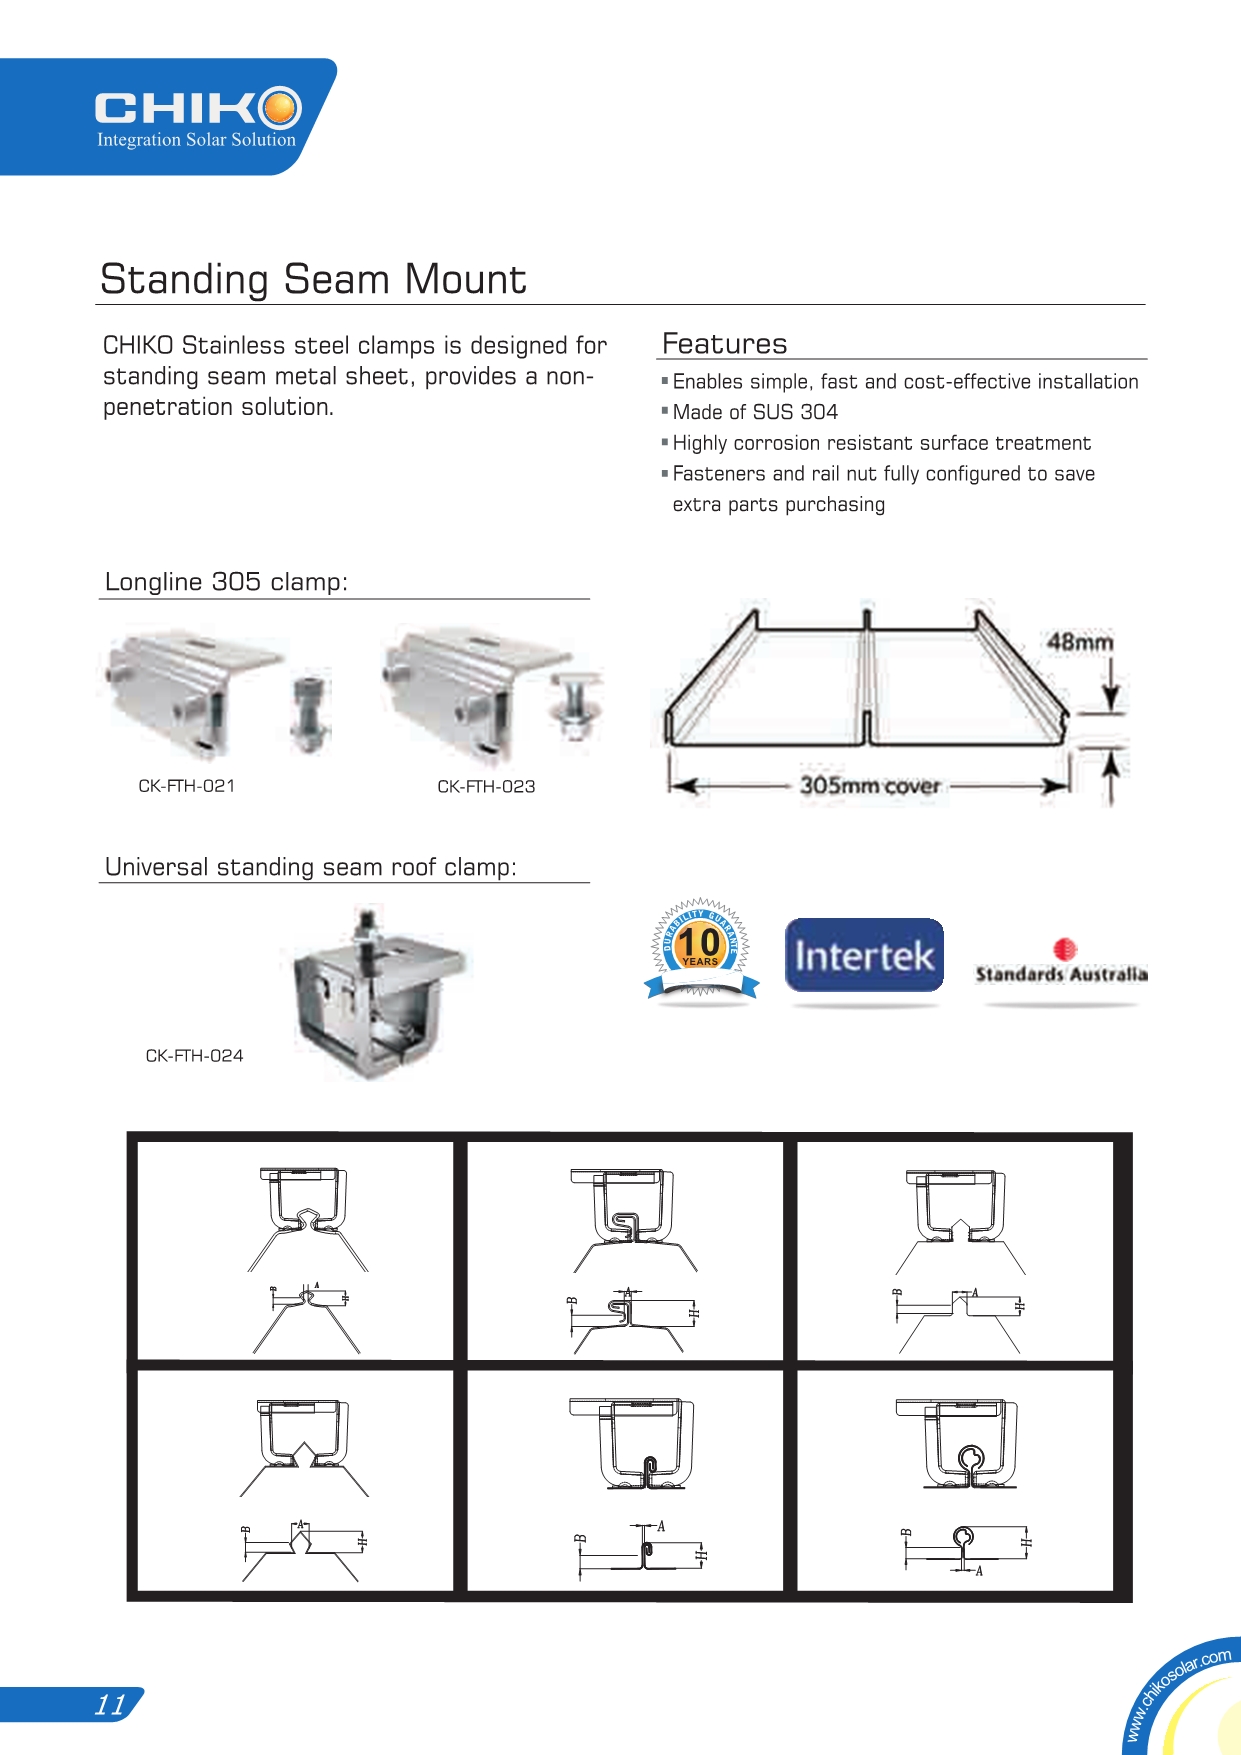 CHIKO
Integration Solar Solution
Standing Seam Mount
CHIKO Stainless steel clamps is designed for
standing seam metal sheet, provides a non-
penetration solution.
Features
Enables simple, fast and cost-effective installation
Made of SUS 304
Highly corrosion resistant surface treatment
Fasteners and rail nut fully configured to save
extra parts purchasing
Longline 305 clamp:
CK-FTH-021
CK-FTH-023
48mm
305mm cover
Universal standing seam roof clamp:
CK-FTH-024
DURABILITY GUARANTE
10
YEARS
Intertek
Standards Australia
B A H
B A H
B A H
B A H
B A H
B A H
11
www.chikosolar.com